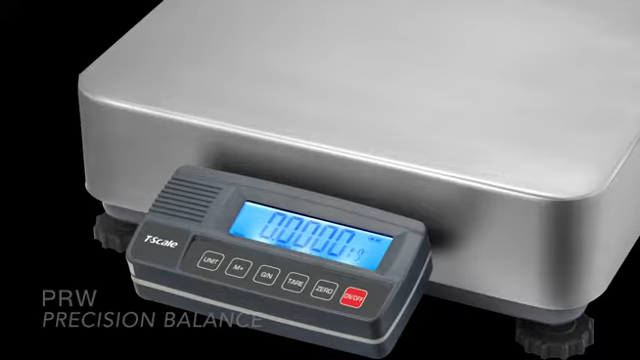 0.0000
T-Scale
UNIT M+ G/N TARE ZERO ON/OFF
PRW
PRECISION BALANCE